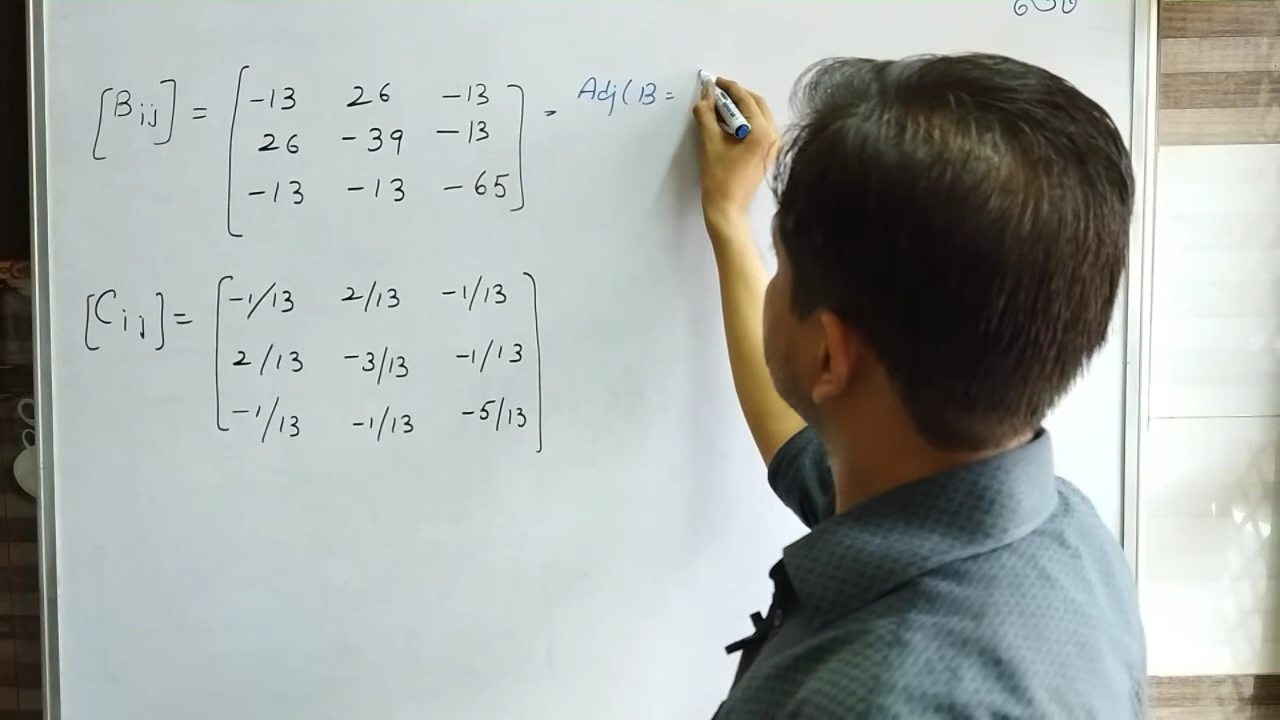 [Bij] = [-13 26 -13 - Adj(B =
26 -39 -13
-13 -13 -65]
[Cij] = [-1/13 2/13 -1/13
2/13 -3/13 -1/13
-1/13 -1/13 -5/13]